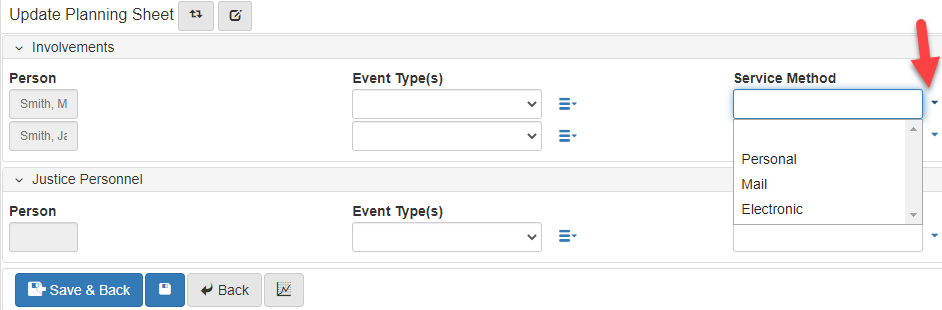 Update Planning Sheet
Involvements
Person Event Type(s) Service Method
Smith, M
Smith, Ja
Personal
Mail
Electronic
Justice Personnel
Person Event Type(s)
Save & Back Back